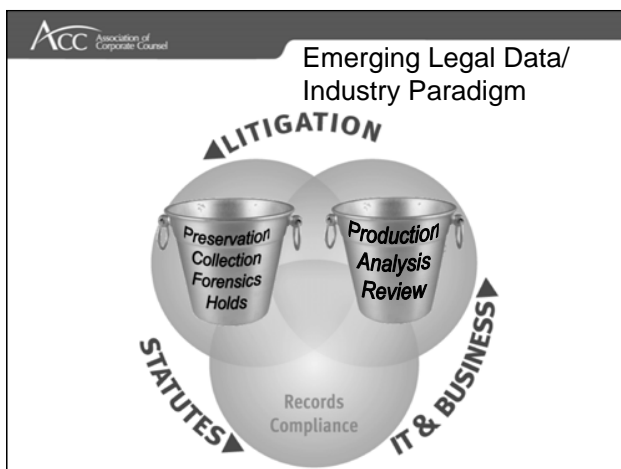 ACC Association of
Corporate Counsel
Emerging Legal Data/
Industry Paradigm
LITIGATION
Preservation
Collection
Forensics
Holds
Production
Analysis
Review
STATUTES
IT & BUSINESS
Records
Compliance